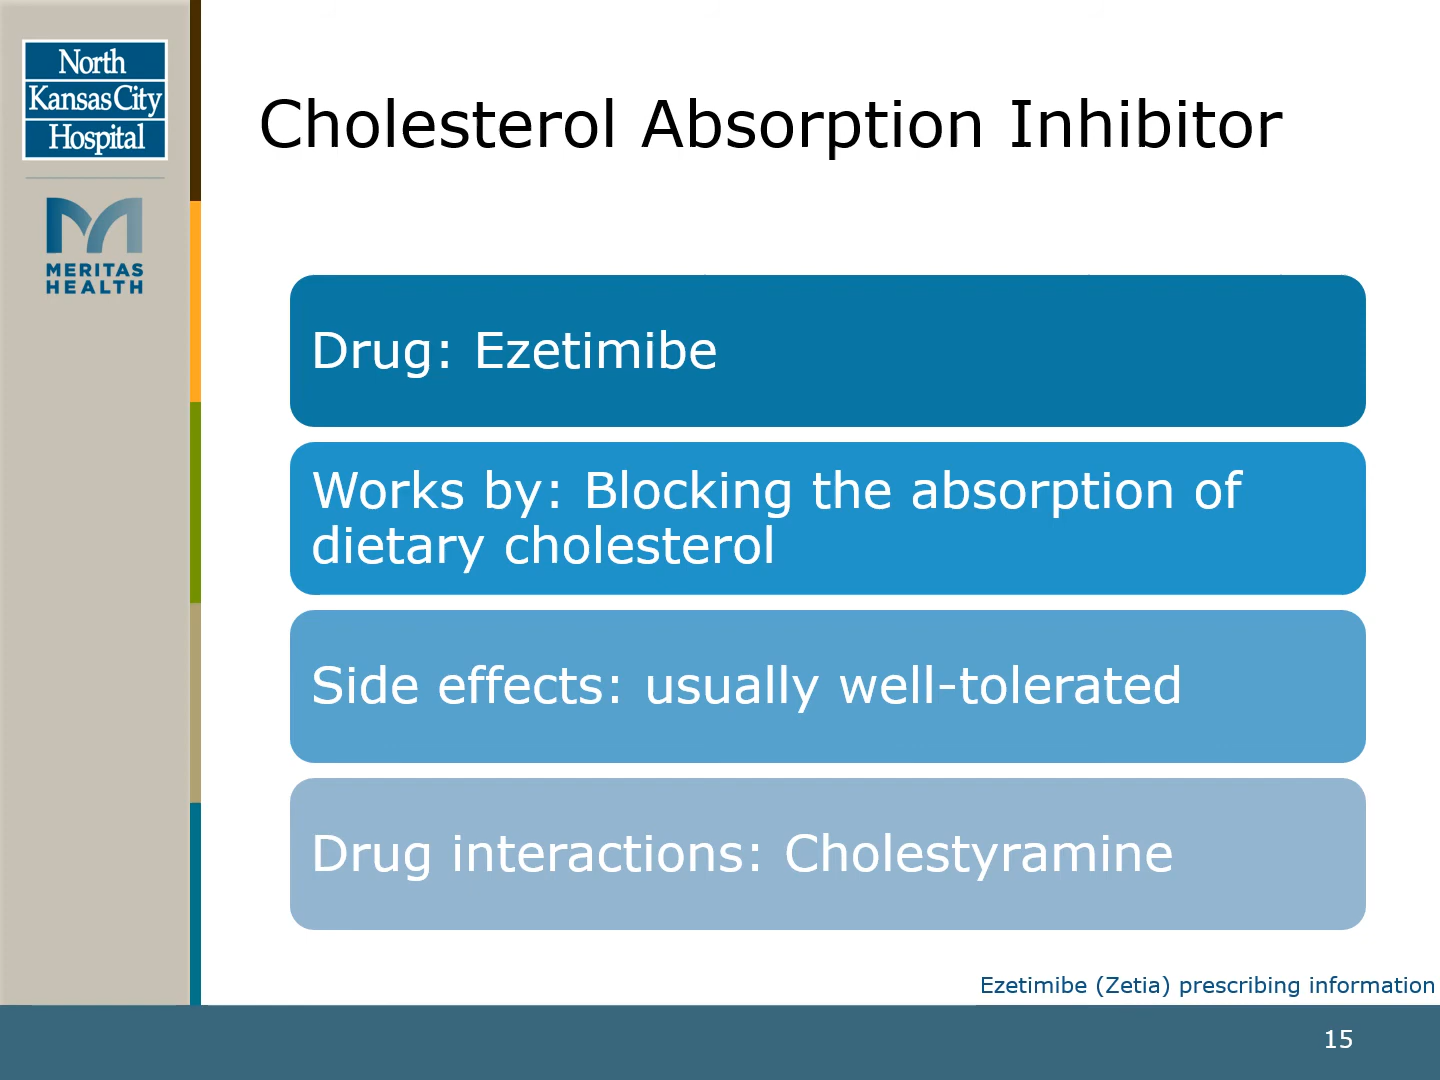 North
Kansas City
Hospital
MERITAS
HEALTH
Cholesterol Absorption Inhibitor
Drug: Ezetimibe
Works by: Blocking the absorption of
dietary cholesterol
Side effects: usually well-tolerated
Drug interactions: Cholestyramine
Ezetimibe (Zetia) prescribing information
15